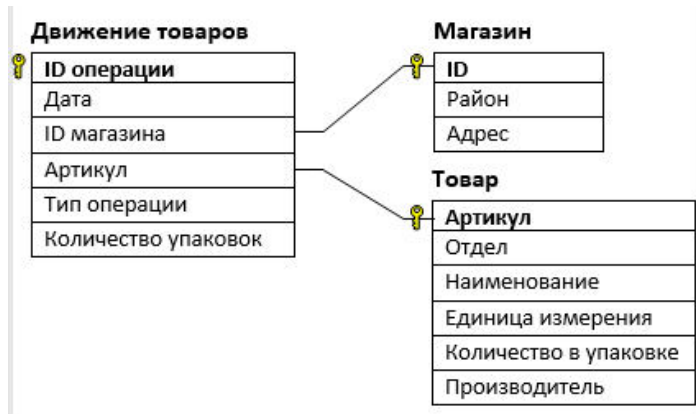 Движение товаров
ID операции
Дата
ID магазина
Артикул
Тип операции
Количество упаковок
Магазин
ID
Район
Адрес
Товар
Артикул
Отдел
Наименование
Единица измерения
Количество в упаковке
Производитель